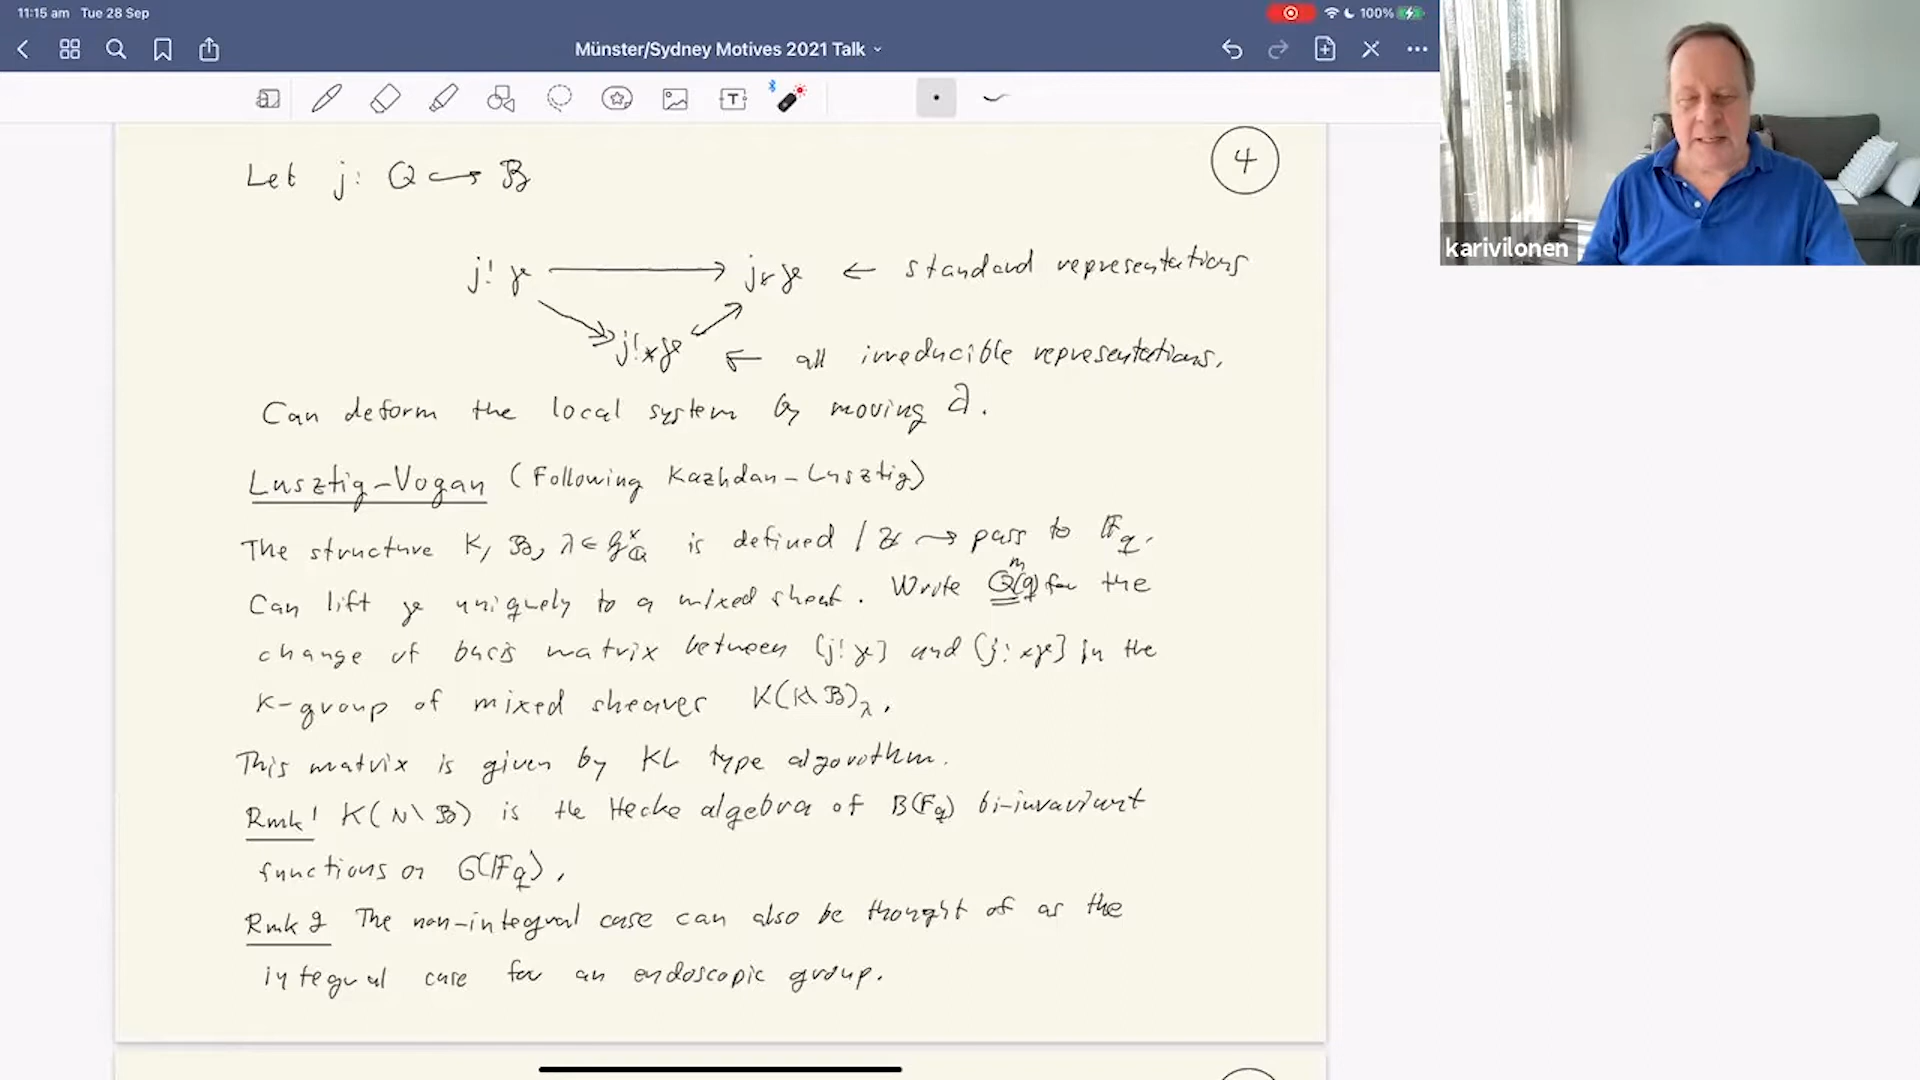 11:15 am Tue 28 Sep
100%
Münster/Sydney Motives 2021 Talk
karivilonen
4
Let j: Q ↪ B
j! γ → j* γ ← standard representations
j!* γ ← all irreducible representations.
Can deform the local system by moving λ.
Lusztig-Vogan (Following Kazhdan-Lusztig)
The structure K, B, λ ∈ 𝔥*_Q is defined / Z ⇝ pass to F_q.
Can lift γ uniquely to a mixed sheaf. Write Q^m(q) for the
change of basis matrix between [j! γ] and [j!* γ] in the
K-group of mixed sheaves K(K\B)_λ.
This matrix is given by KL type algorithm.
Rmk 1 K(N\B) is the Hecke algebra of B(F_q) bi-invariant
functions on G(F_q).
Rmk 2 The non-integral case can also be thought of as the
integral case for an endoscopic group.